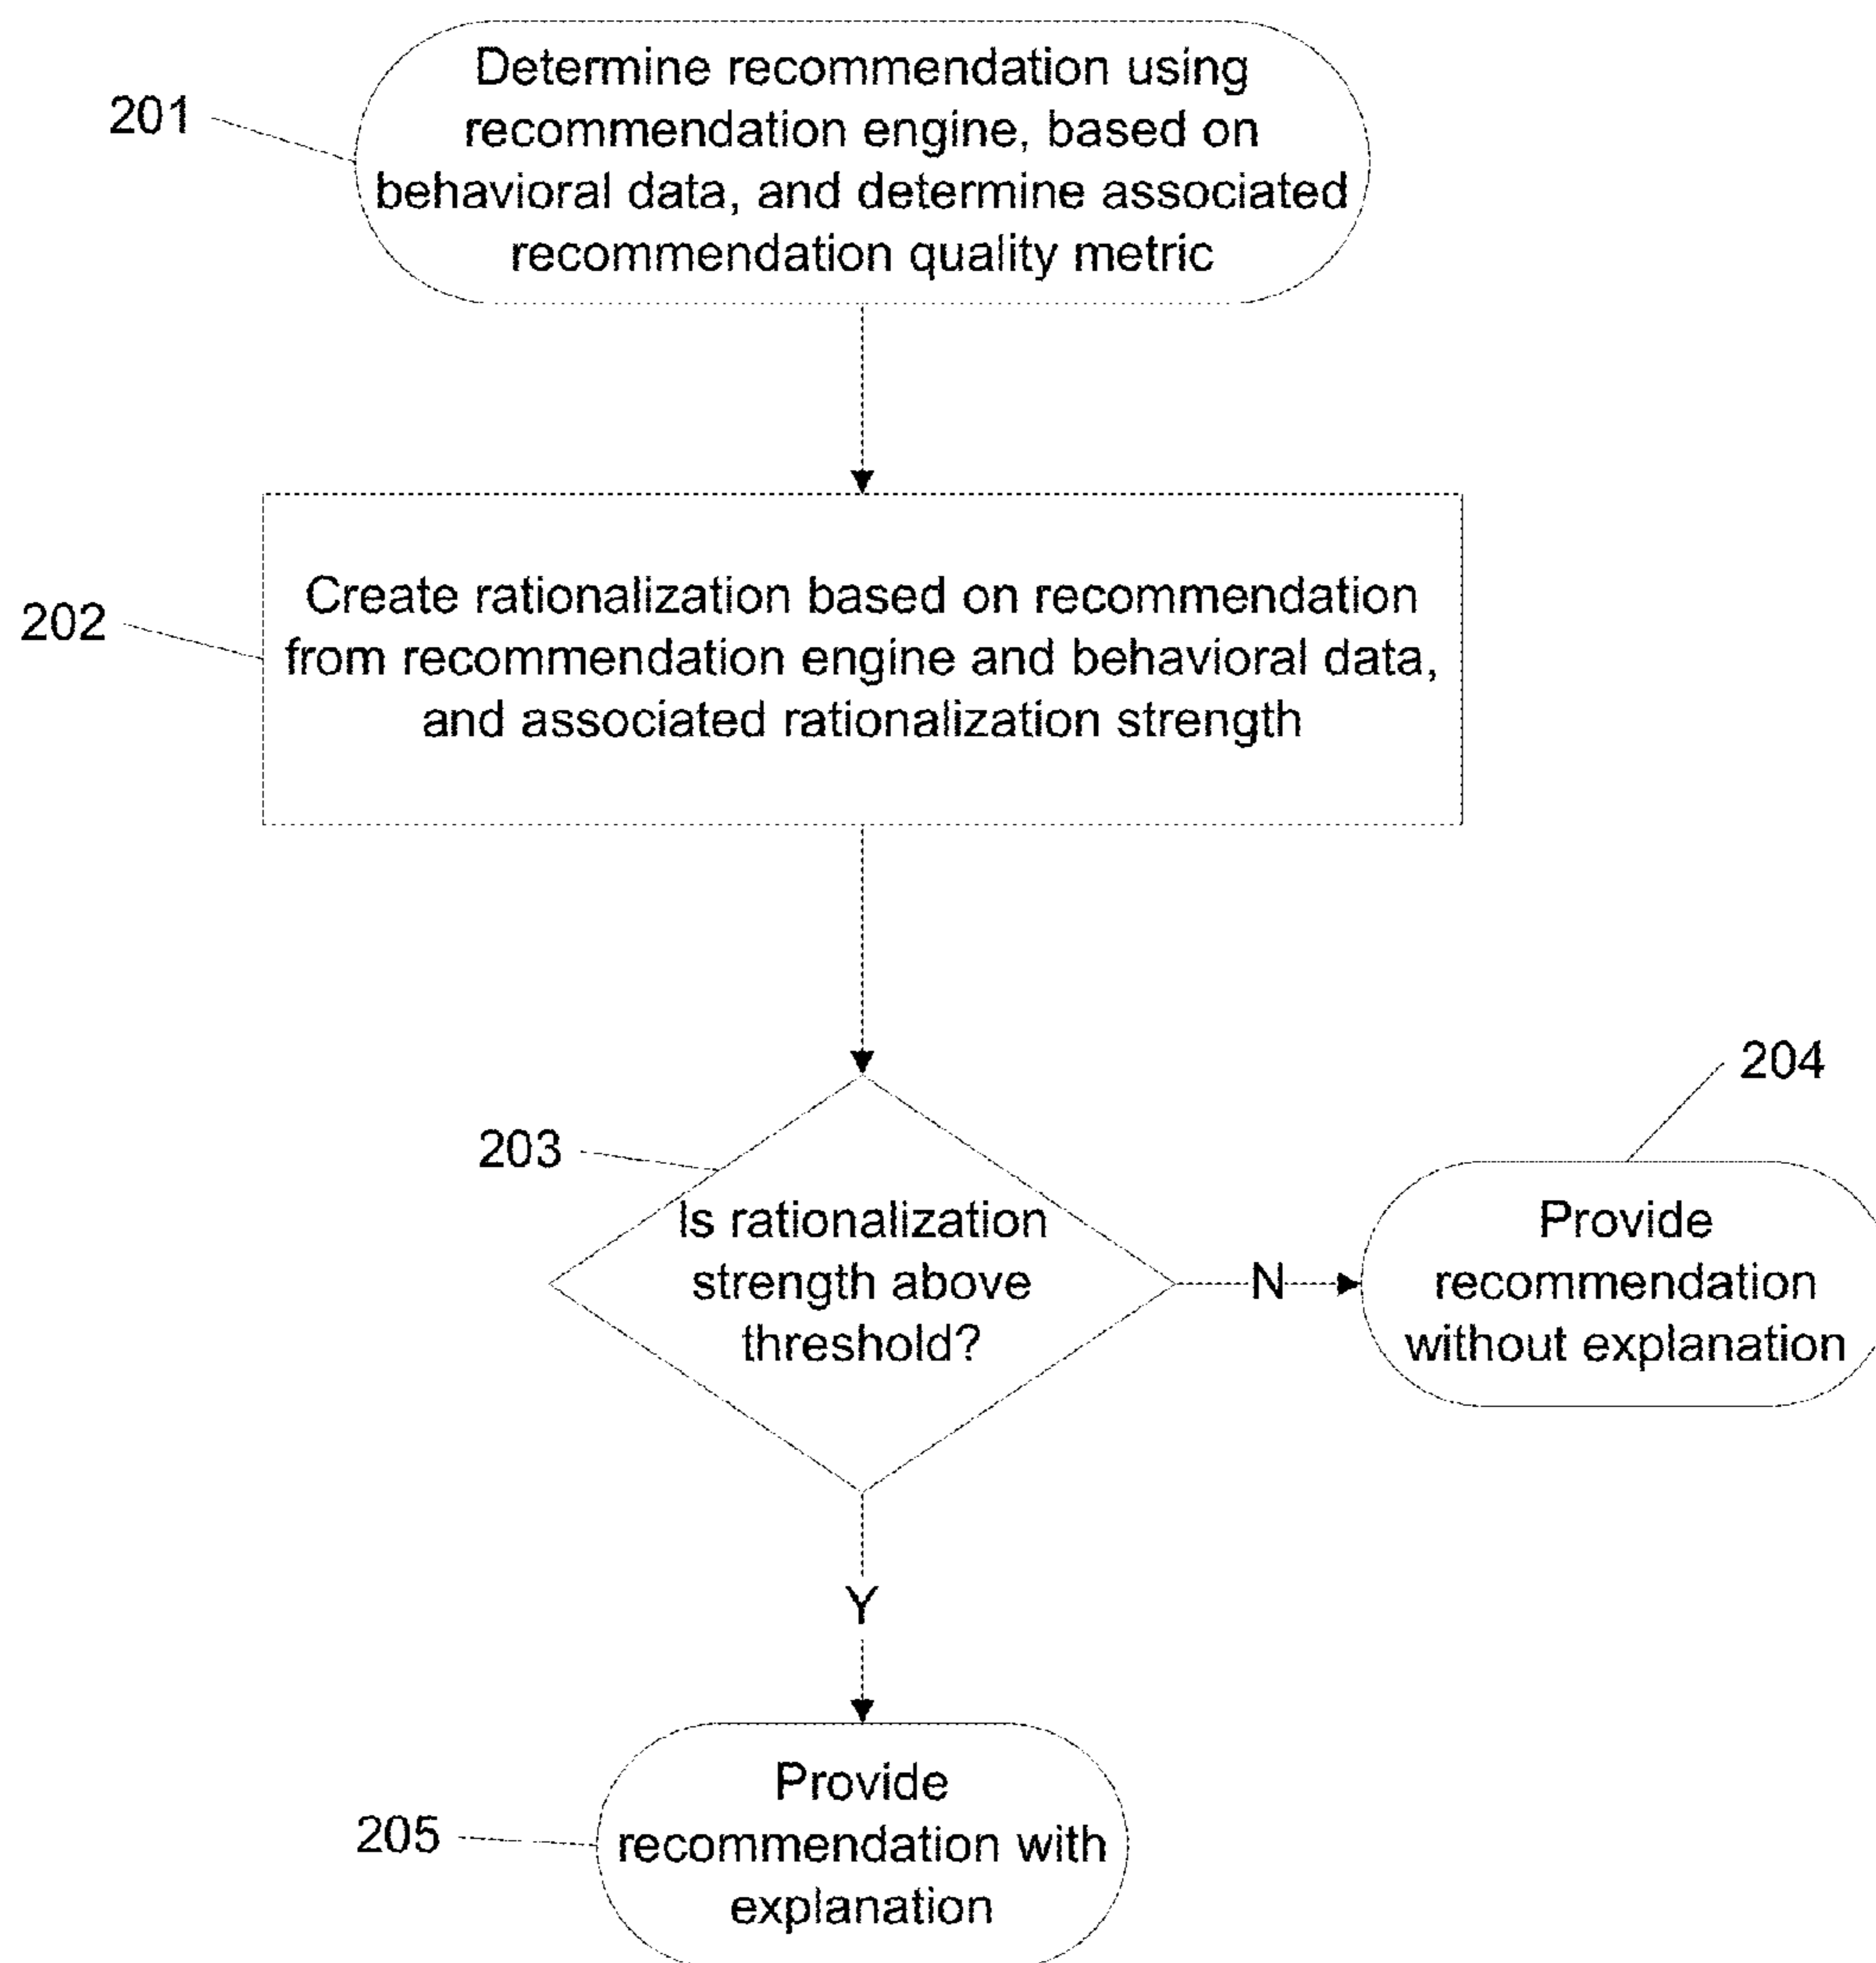 201
Determine recommendation using
recommendation engine, based on
behavioral data, and determine associated
recommendation quality metric
202
Create rationalization based on recommendation
from recommendation engine and behavioral data,
and associated rationalization strength
203
Is rationalization
strength above
threshold?
N
204
Provide
recommendation
without explanation
Y
205
Provide
recommendation with
explanation